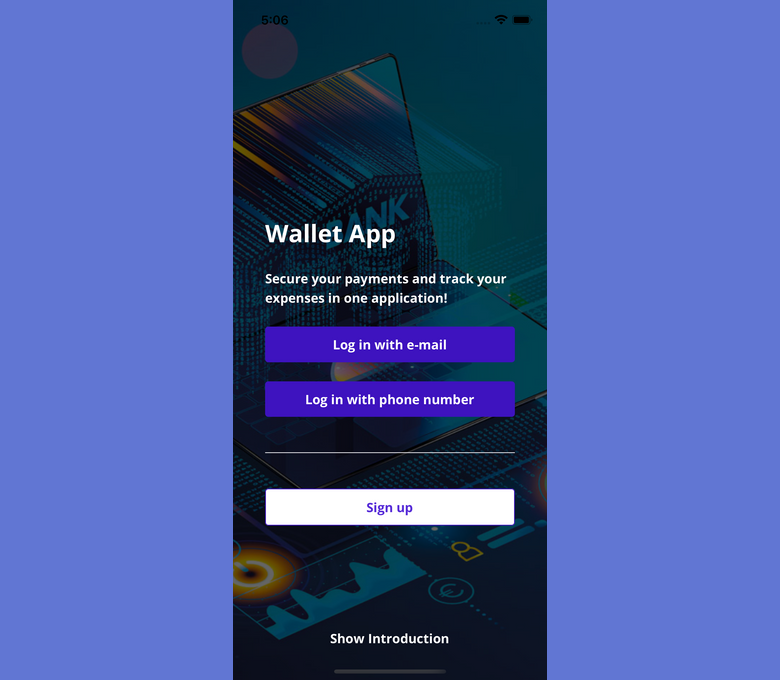 5:06
BANK
Wallet App
Secure your payments and track your
expenses in one application!
Log in with e-mail
Log in with phone number
Sign up
€
Show Introduction